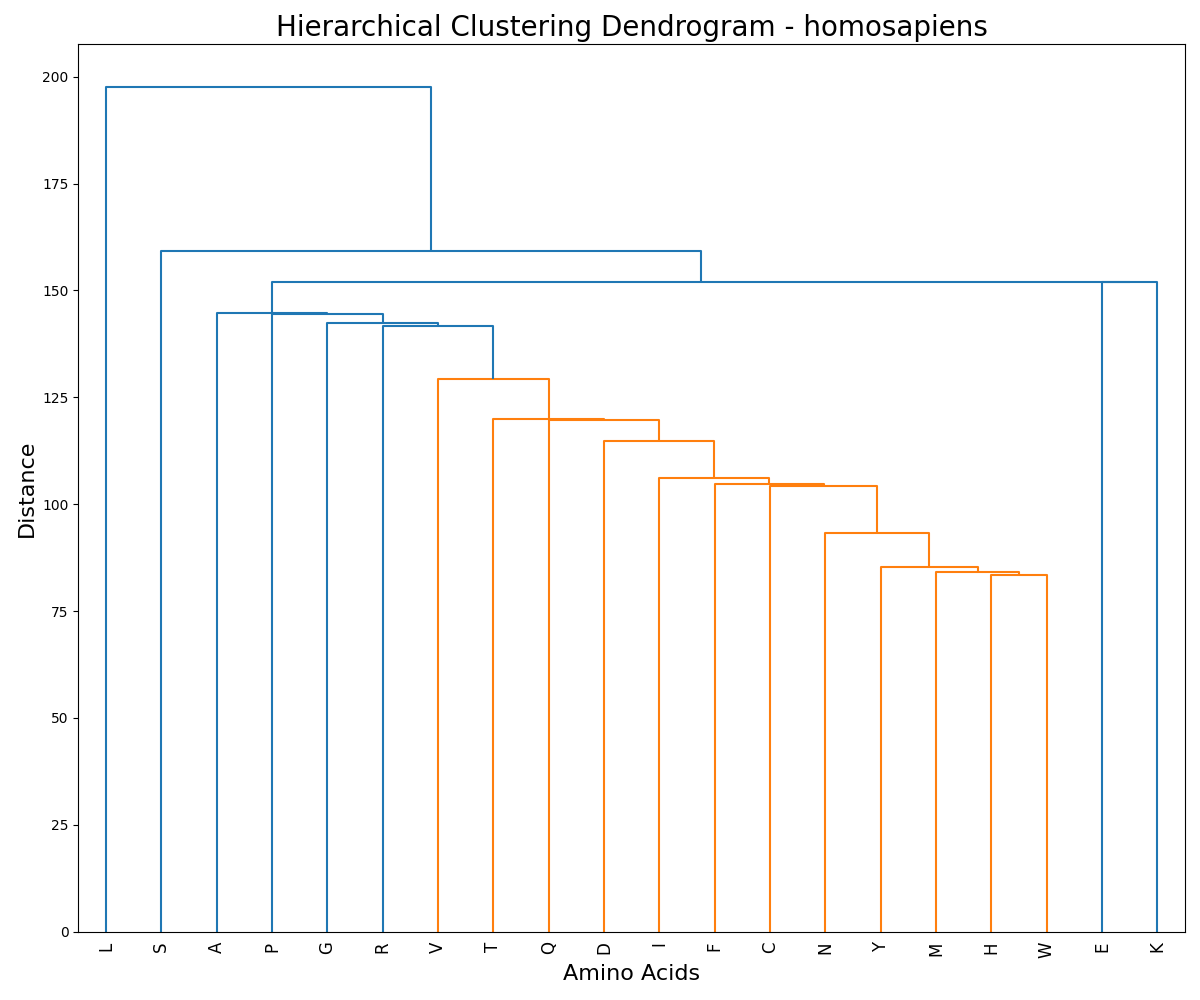 Hierarchical Clustering Dendrogram - homosapiens
200
175
150
125
100
75
50
25
0
Distance
L S A P G R V T Q D I F C N Y M H W E K
Amino Acids